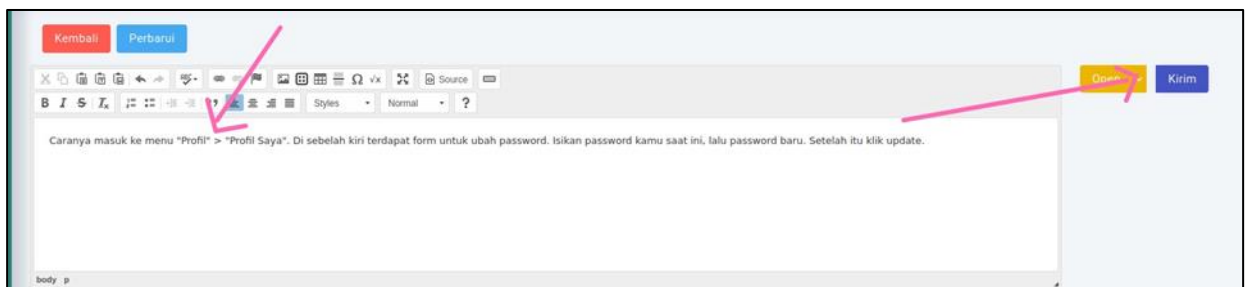 Kembali Perbarui
Source
Styles Normal ?
Open Kirim
Caranya masuk ke menu "Profil" > "Profil Saya". Di sebelah kiri terdapat form untuk ubah password. Isikan password kamu saat ini, lalu password baru. Setelah itu klik update.
body p